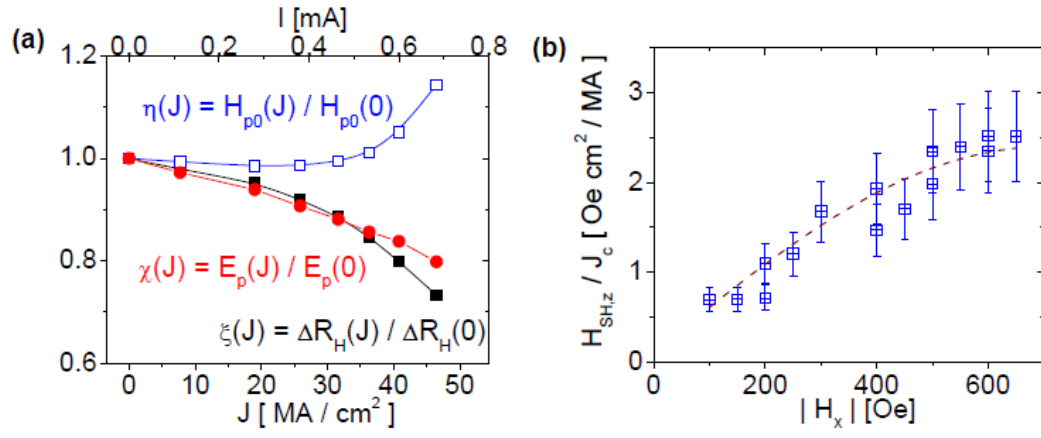 (a)
I [mA]
0.0 0.2 0.4 0.6 0.8
1.2
1.0
0.8
0.6
η(J) = H_p0(J) / H_p0(0)
χ(J) = E_p(J) / E_p(0)
ξ(J) = ΔR_H(J) / ΔR_H(0)
0 10 20 30 40 50
J [ MA / cm² ]
(b)
H_SH,z / J_c [ Oe cm² / MA ]
3
2
1
0
0 200 400 600
| H_x | [Oe]